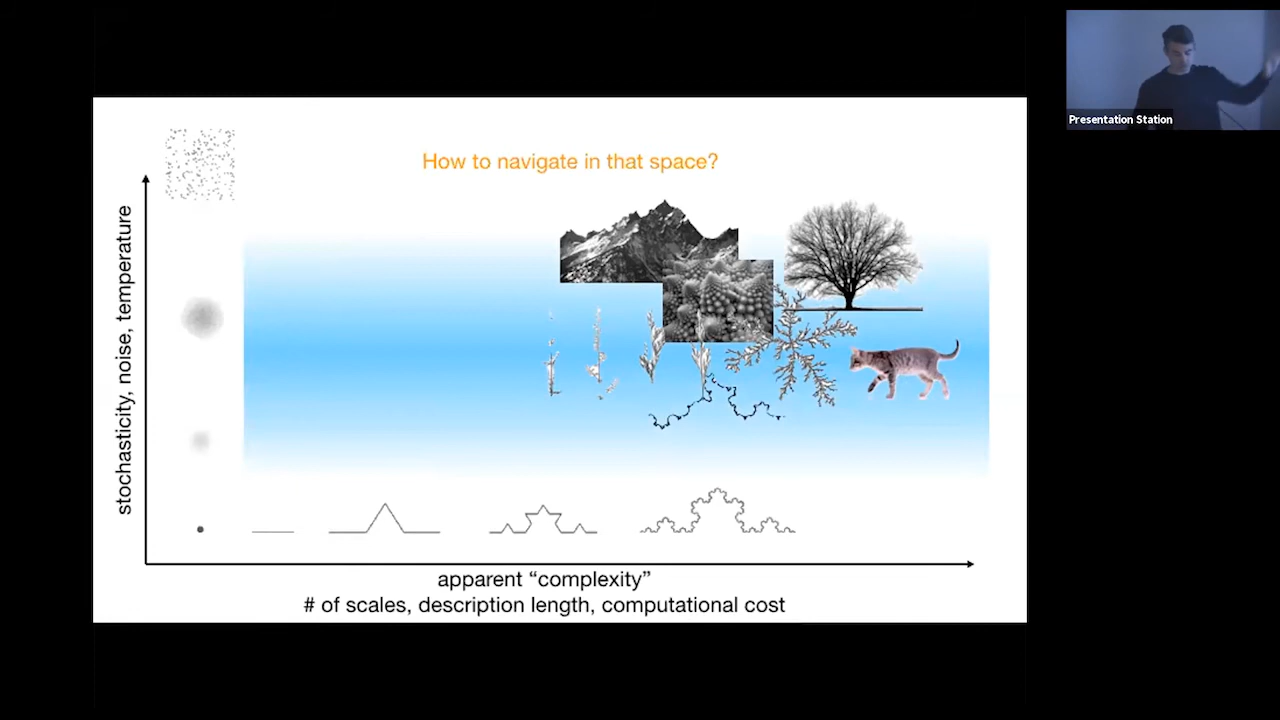 How to navigate in that space?
stochasticity, noise, temperature
apparent “complexity”
# of scales, description length, computational cost
Presentation Station